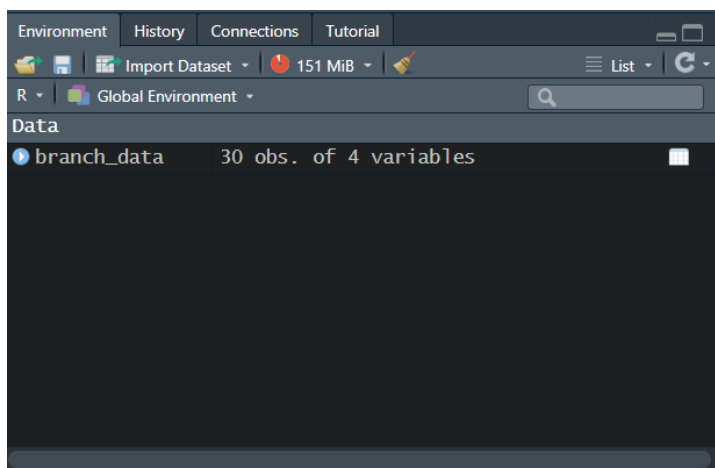 Environment History Connections Tutorial
Import Dataset 151 MiB List
R Global Environment
Data
branch_data 30 obs. of 4 variables